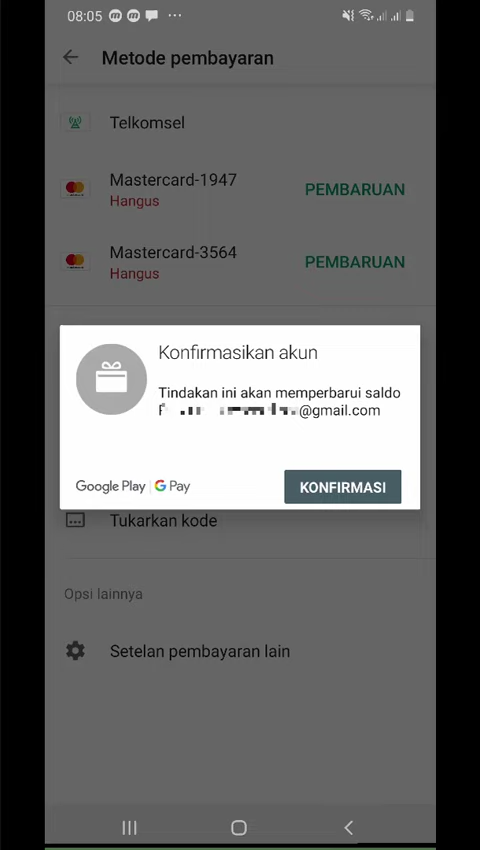 08:05
Metode pembayaran
Telkomsel
Mastercard-1947
Hangus
PEMBARUAN
Mastercard-3564
Hangus
PEMBARUAN
Konfirmasikan akun
Tindakan ini akan memperbarui saldo
@gmail.com
Google Play | G Pay
KONFIRMASI
Tukarkan kode
Opsi lainnya
Setelan pembayaran lain